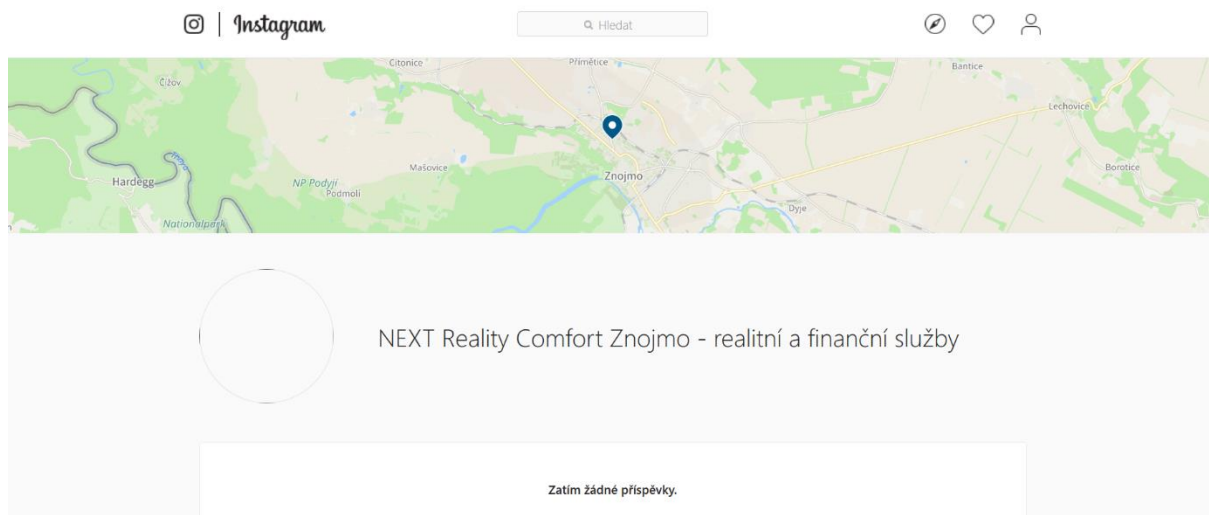 Instagram
Hledat
Čížov
Citonice
Přímětice
Bantice
Lechovice
Hardegg
Mašovice
NP Podyjí
Podmolí
Znojmo
Borotice
Dyje
Nationalpark
NEXT Reality Comfort Znojmo - realitní a finanční služby
Zatím žádné příspěvky.